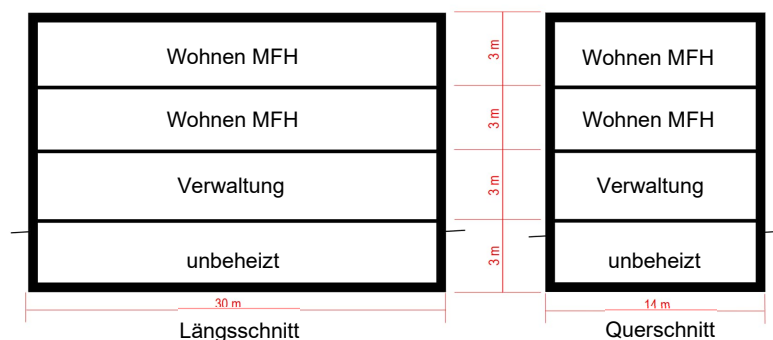 Wohnen MFH
Wohnen MFH
Verwaltung
unbeheizt
30 m
Längsschnitt
3 m
3 m
3 m
3 m
Wohnen MFH
Wohnen MFH
Verwaltung
unbeheizt
14 m
Querschnitt